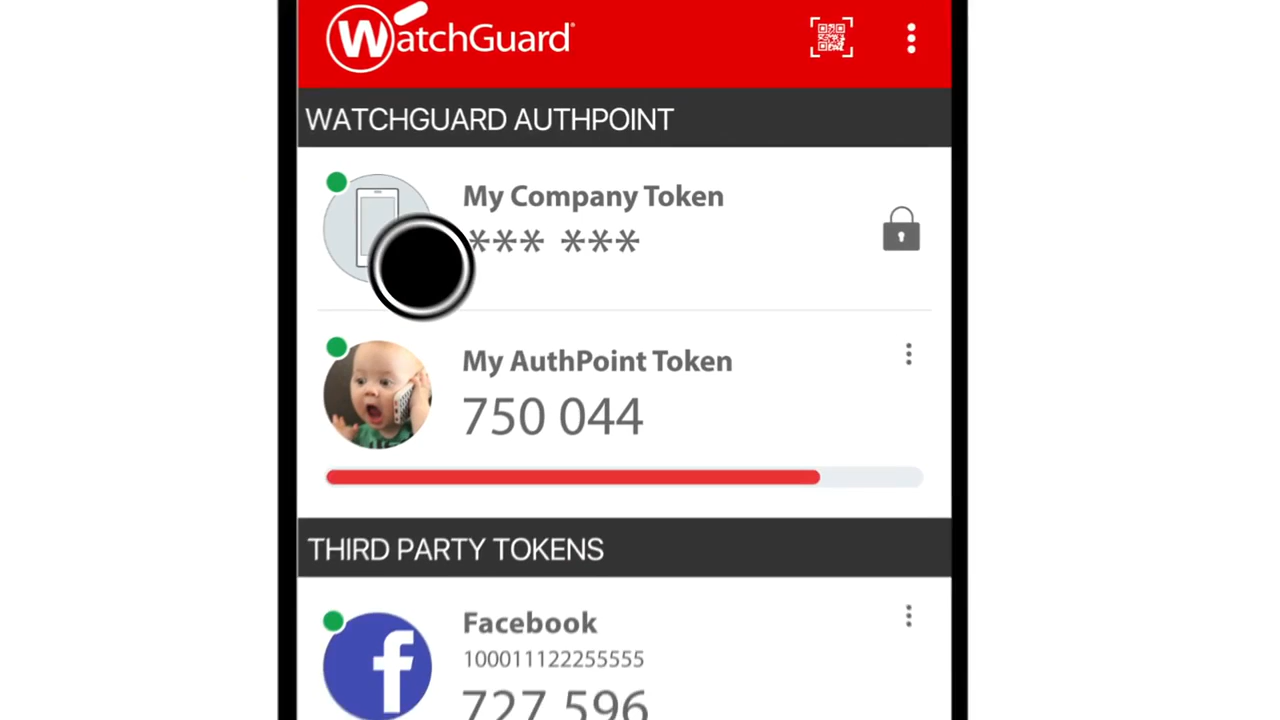 WatchGuard
WATCHGUARD AUTHPOINT
My Company Token
*** ***
My AuthPoint Token
750 044
THIRD PARTY TOKENS
Facebook
100011122255555
727 596